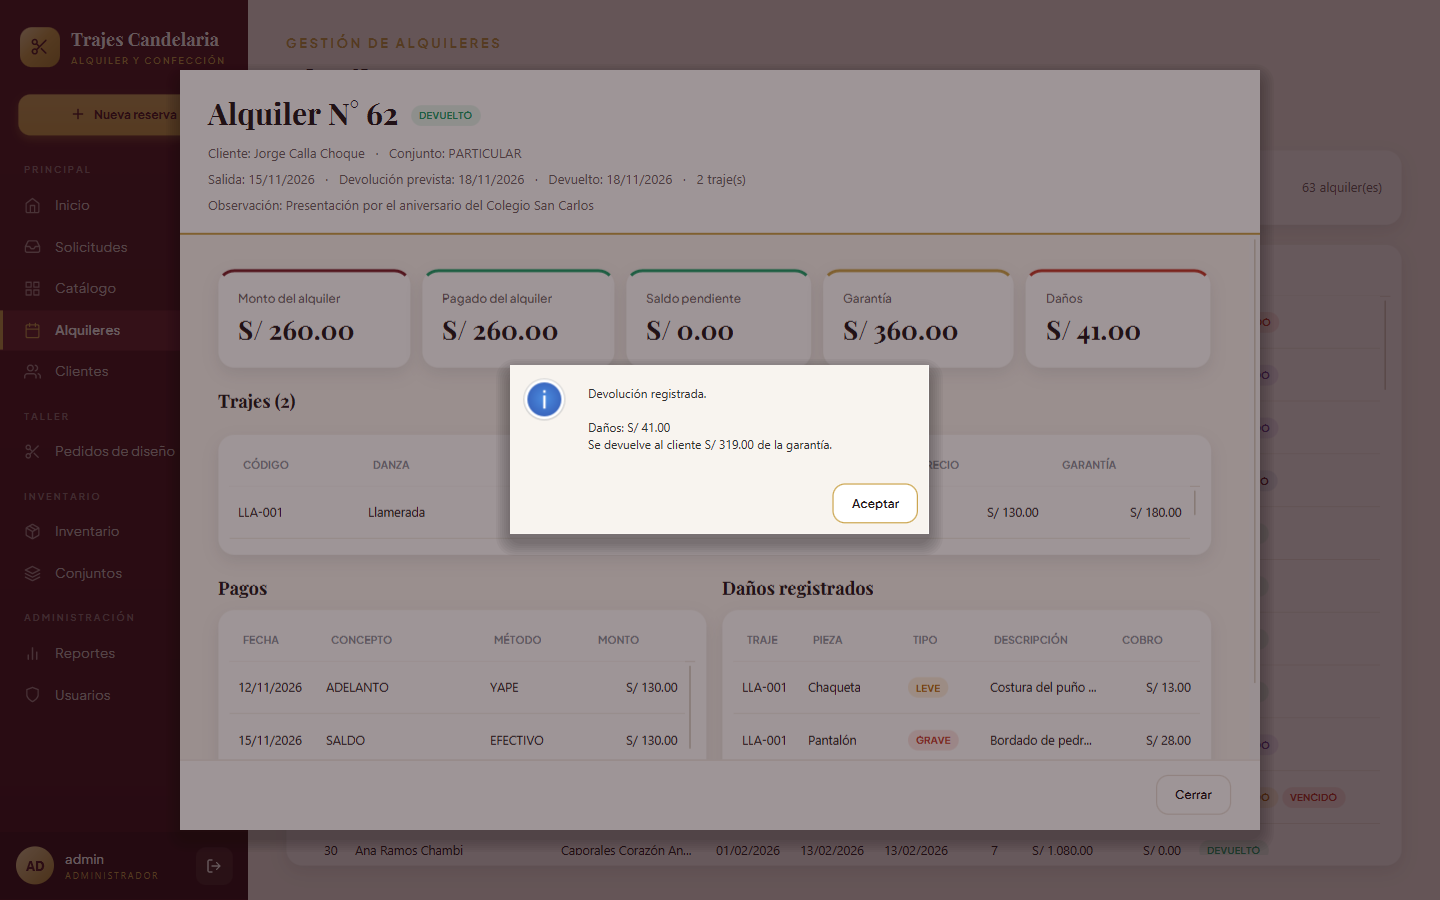 Trajes Candelaria
ALQUILER Y CONFECCIÓN
Nueva reserva
PRINCIPAL
Inicio
Solicitudes
Catálogo
Alquileres
Clientes
TALLER
Pedidos de diseño
INVENTARIO
Inventario
Conjuntos
ADMINISTRACIÓN
Reportes
Usuarios
AD
admin
ADMINISTRADOR
GESTIÓN DE ALQUILERES
63 alquiler(es)
Alquiler N° 62 DEVUELTO
Cliente: Jorge Calla Choque · Conjunto: PARTICULAR
Salida: 15/11/2026 · Devolución prevista: 18/11/2026 · Devuelto: 18/11/2026 · 2 traje(s)
Observación: Presentación por el aniversario del Colegio San Carlos
Monto del alquiler
S/ 260.00
Pagado del alquiler
S/ 260.00
Saldo pendiente
S/ 0.00
Garantía
S/ 360.00
Daños
S/ 41.00
Devolución registrada.
Daños: S/ 41.00
Se devuelve al cliente S/ 319.00 de la garantía.
Aceptar
Trajes (2)
CÓDIGO DANZA GARANTÍA
LLA-001 Llamerada S/ 130.00 S/ 180.00
Pagos
FECHA CONCEPTO MÉTODO MONTO
12/11/2026 ADELANTO YAPE S/ 130.00
15/11/2026 SALDO EFECTIVO S/ 130.00
Daños registrados
TRAJE PIEZA TIPO DESCRIPCIÓN COBRO
LLA-001 Chaqueta LEVE Costura del puño ... S/ 13.00
LLA-001 Pantalón GRAVE Bordado de pedr... S/ 28.00
Cerrar
VENCIDO
30 Ana Ramos Chambi Caporales Corazón An... 01/02/2026 13/02/2026 13/02/2026 7 S/ 1.080.00 S/ 0.00 DEVUELTO